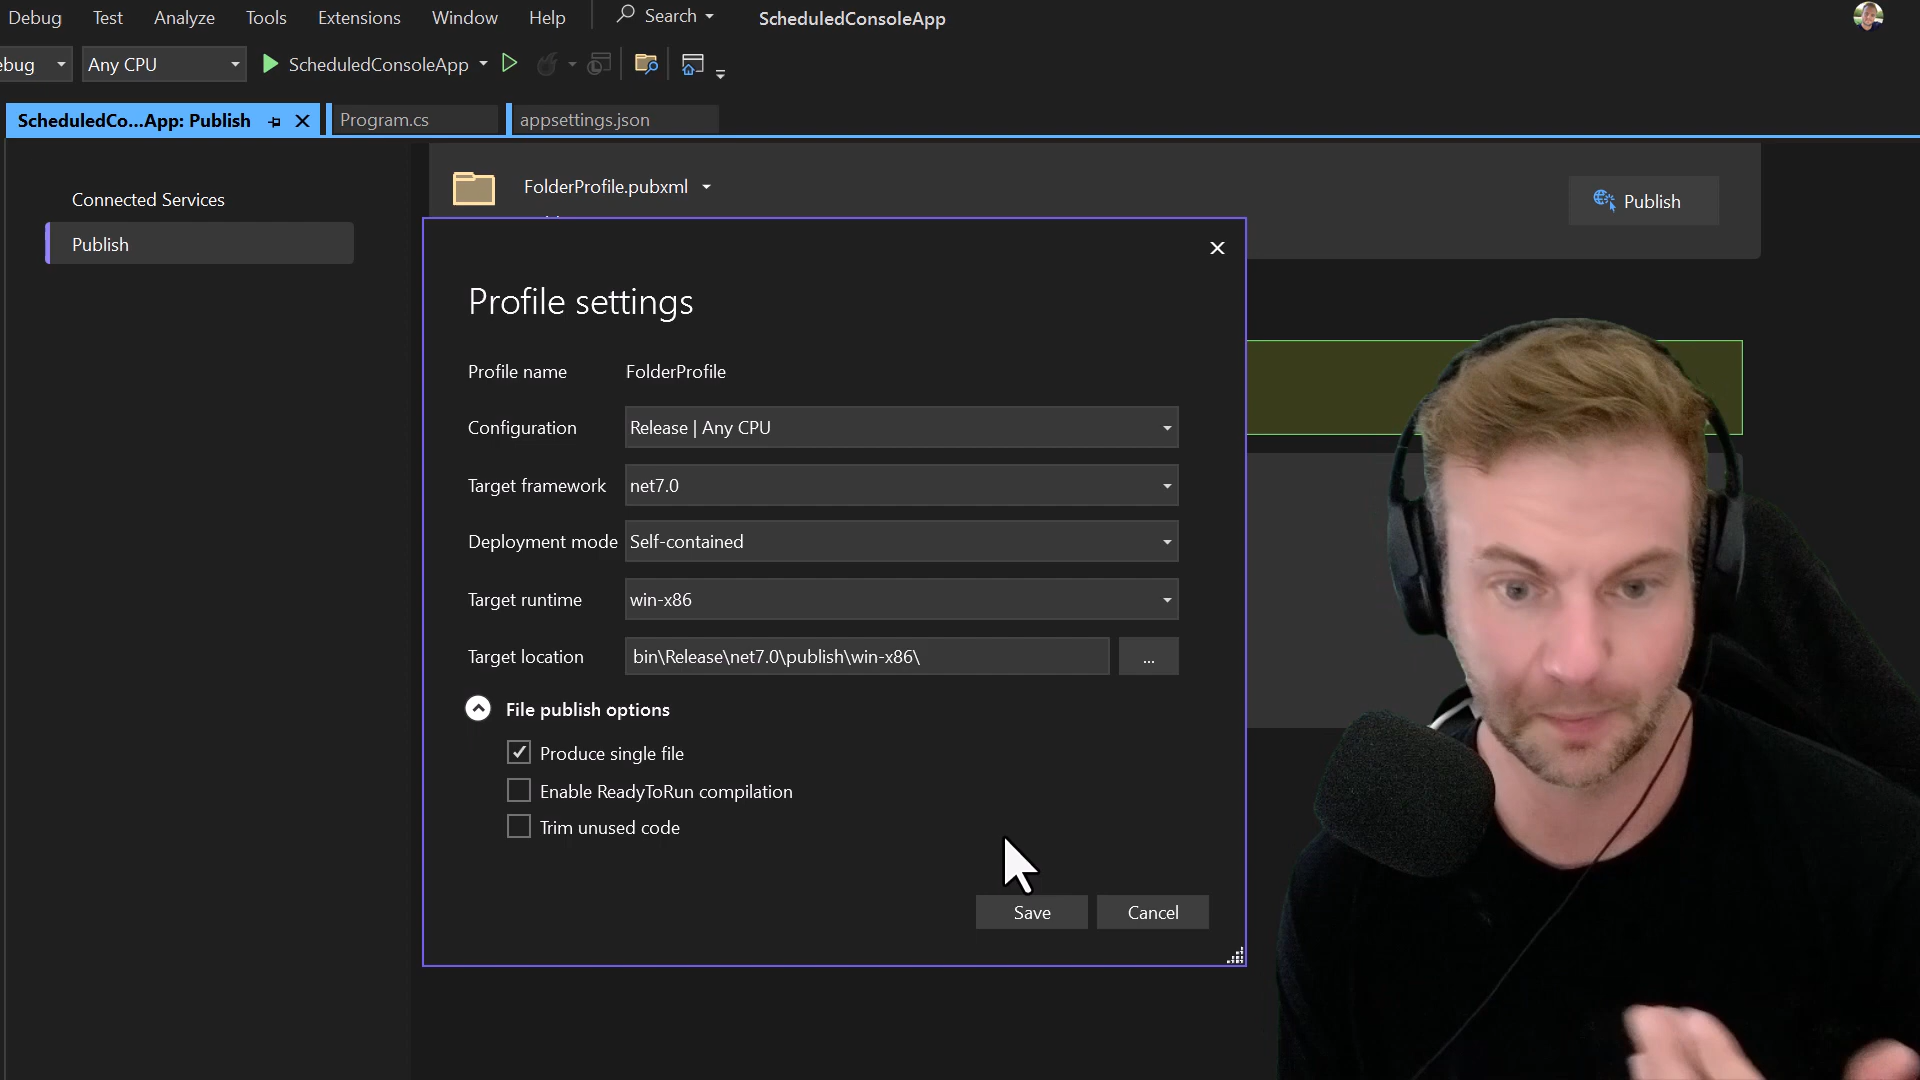 Debug Test Analyze Tools Extensions Window Help Search ScheduledConsoleApp
ebug Any CPU ScheduledConsoleApp
ScheduledCo...App: Publish Program.cs appsettings.json
Connected Services
Publish
FolderProfile.pubxml
Publish
Profile settings
Profile name FolderProfile
Configuration Release | Any CPU
Target framework net7.0
Deployment mode Self-contained
Target runtime win-x86
Target location bin\Release\net7.0\publish\win-x86\ ...
File publish options
Produce single file
Enable ReadyToRun compilation
Trim unused code
Save Cancel